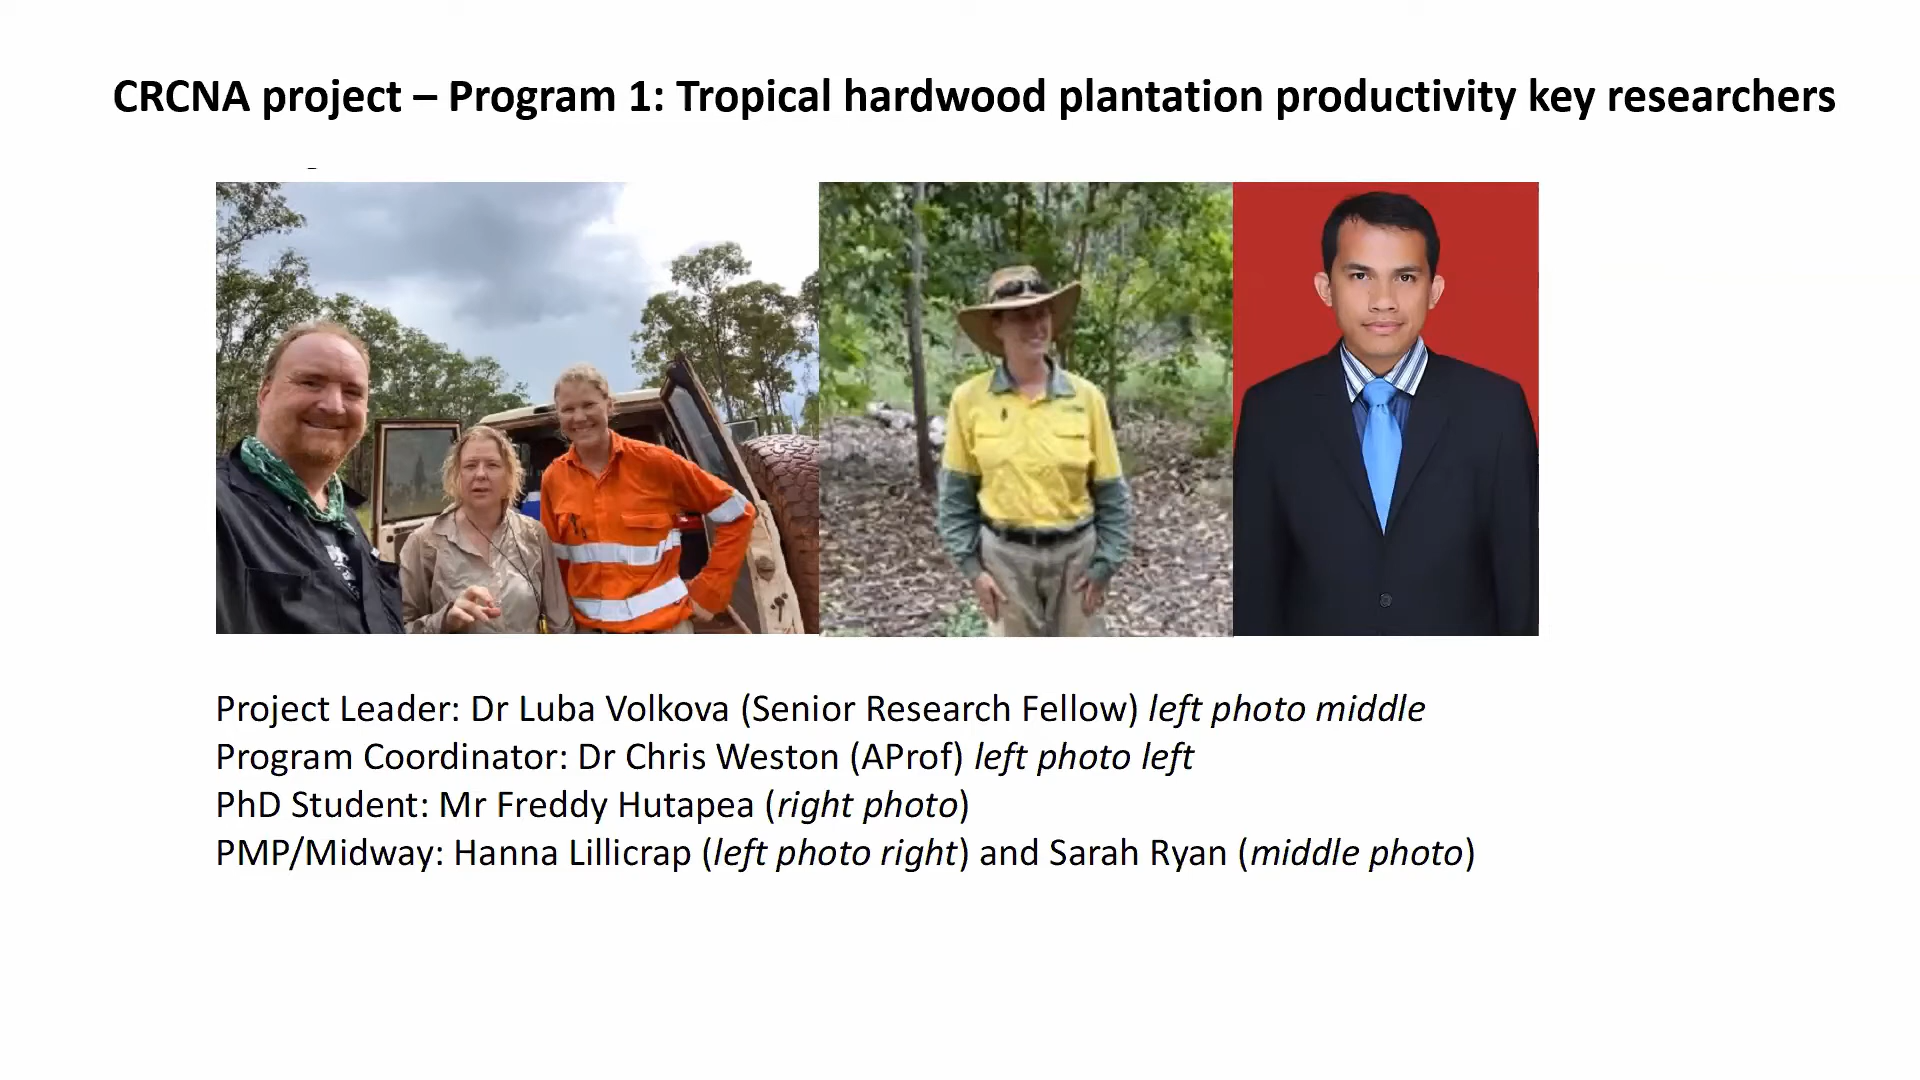 CRCNA project – Program 1: Tropical hardwood plantation productivity key researchers
Project Leader: Dr Luba Volkova (Senior Research Fellow) left photo middle
Program Coordinator: Dr Chris Weston (AProf) left photo left
PhD Student: Mr Freddy Hutapea (right photo)
PMP/Midway: Hanna Lillicrap (left photo right) and Sarah Ryan (middle photo)